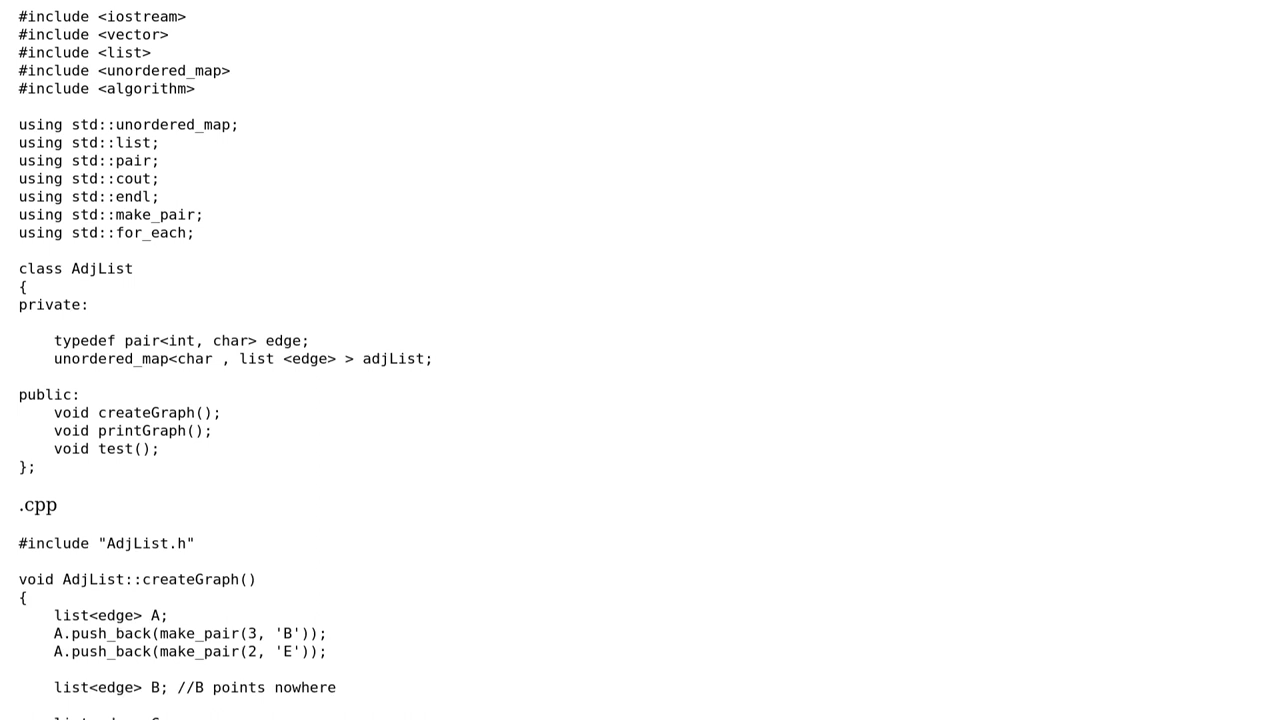 #include <iostream>
#include <vector>
#include <list>
#include <unordered_map>
#include <algorithm>

using std::unordered_map;
using std::list;
using std::pair;
using std::cout;
using std::endl;
using std::make_pair;
using std::for_each;

class AdjList
{
private:

    typedef pair<int, char> edge;
    unordered_map<char , list <edge> > adjList;

public:
    void createGraph();
    void printGraph();
    void test();
};

.cpp

#include "AdjList.h"

void AdjList::createGraph()
{
    list<edge> A;
    A.push_back(make_pair(3, 'B'));
    A.push_back(make_pair(2, 'E'));

    list<edge> B; //B points nowhere